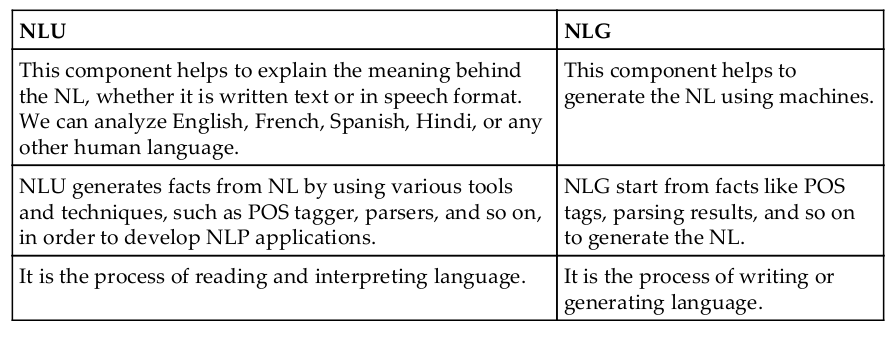 NLU
NLG
This component helps to explain the meaning behind
the NL, whether it is written text or in speech format.
We can analyze English, French, Spanish, Hindi, or any
other human language.
This component helps to
generate the NL using machines.
NLU generates facts from NL by using various tools
and techniques, such as POS tagger, parsers, and so on,
in order to develop NLP applications.
NLG start from facts like POS
tags, parsing results, and so on
to generate the NL.
It is the process of reading and interpreting language.
It is the process of writing or
generating language.